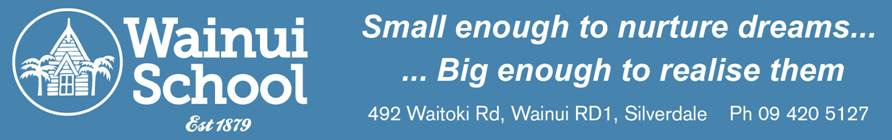 Wainui
School
Est 1879
Small enough to nurture dreams...
... Big enough to realise them
492 Waitoki Rd, Wainui RD1, Silverdale Ph 09 420 5127